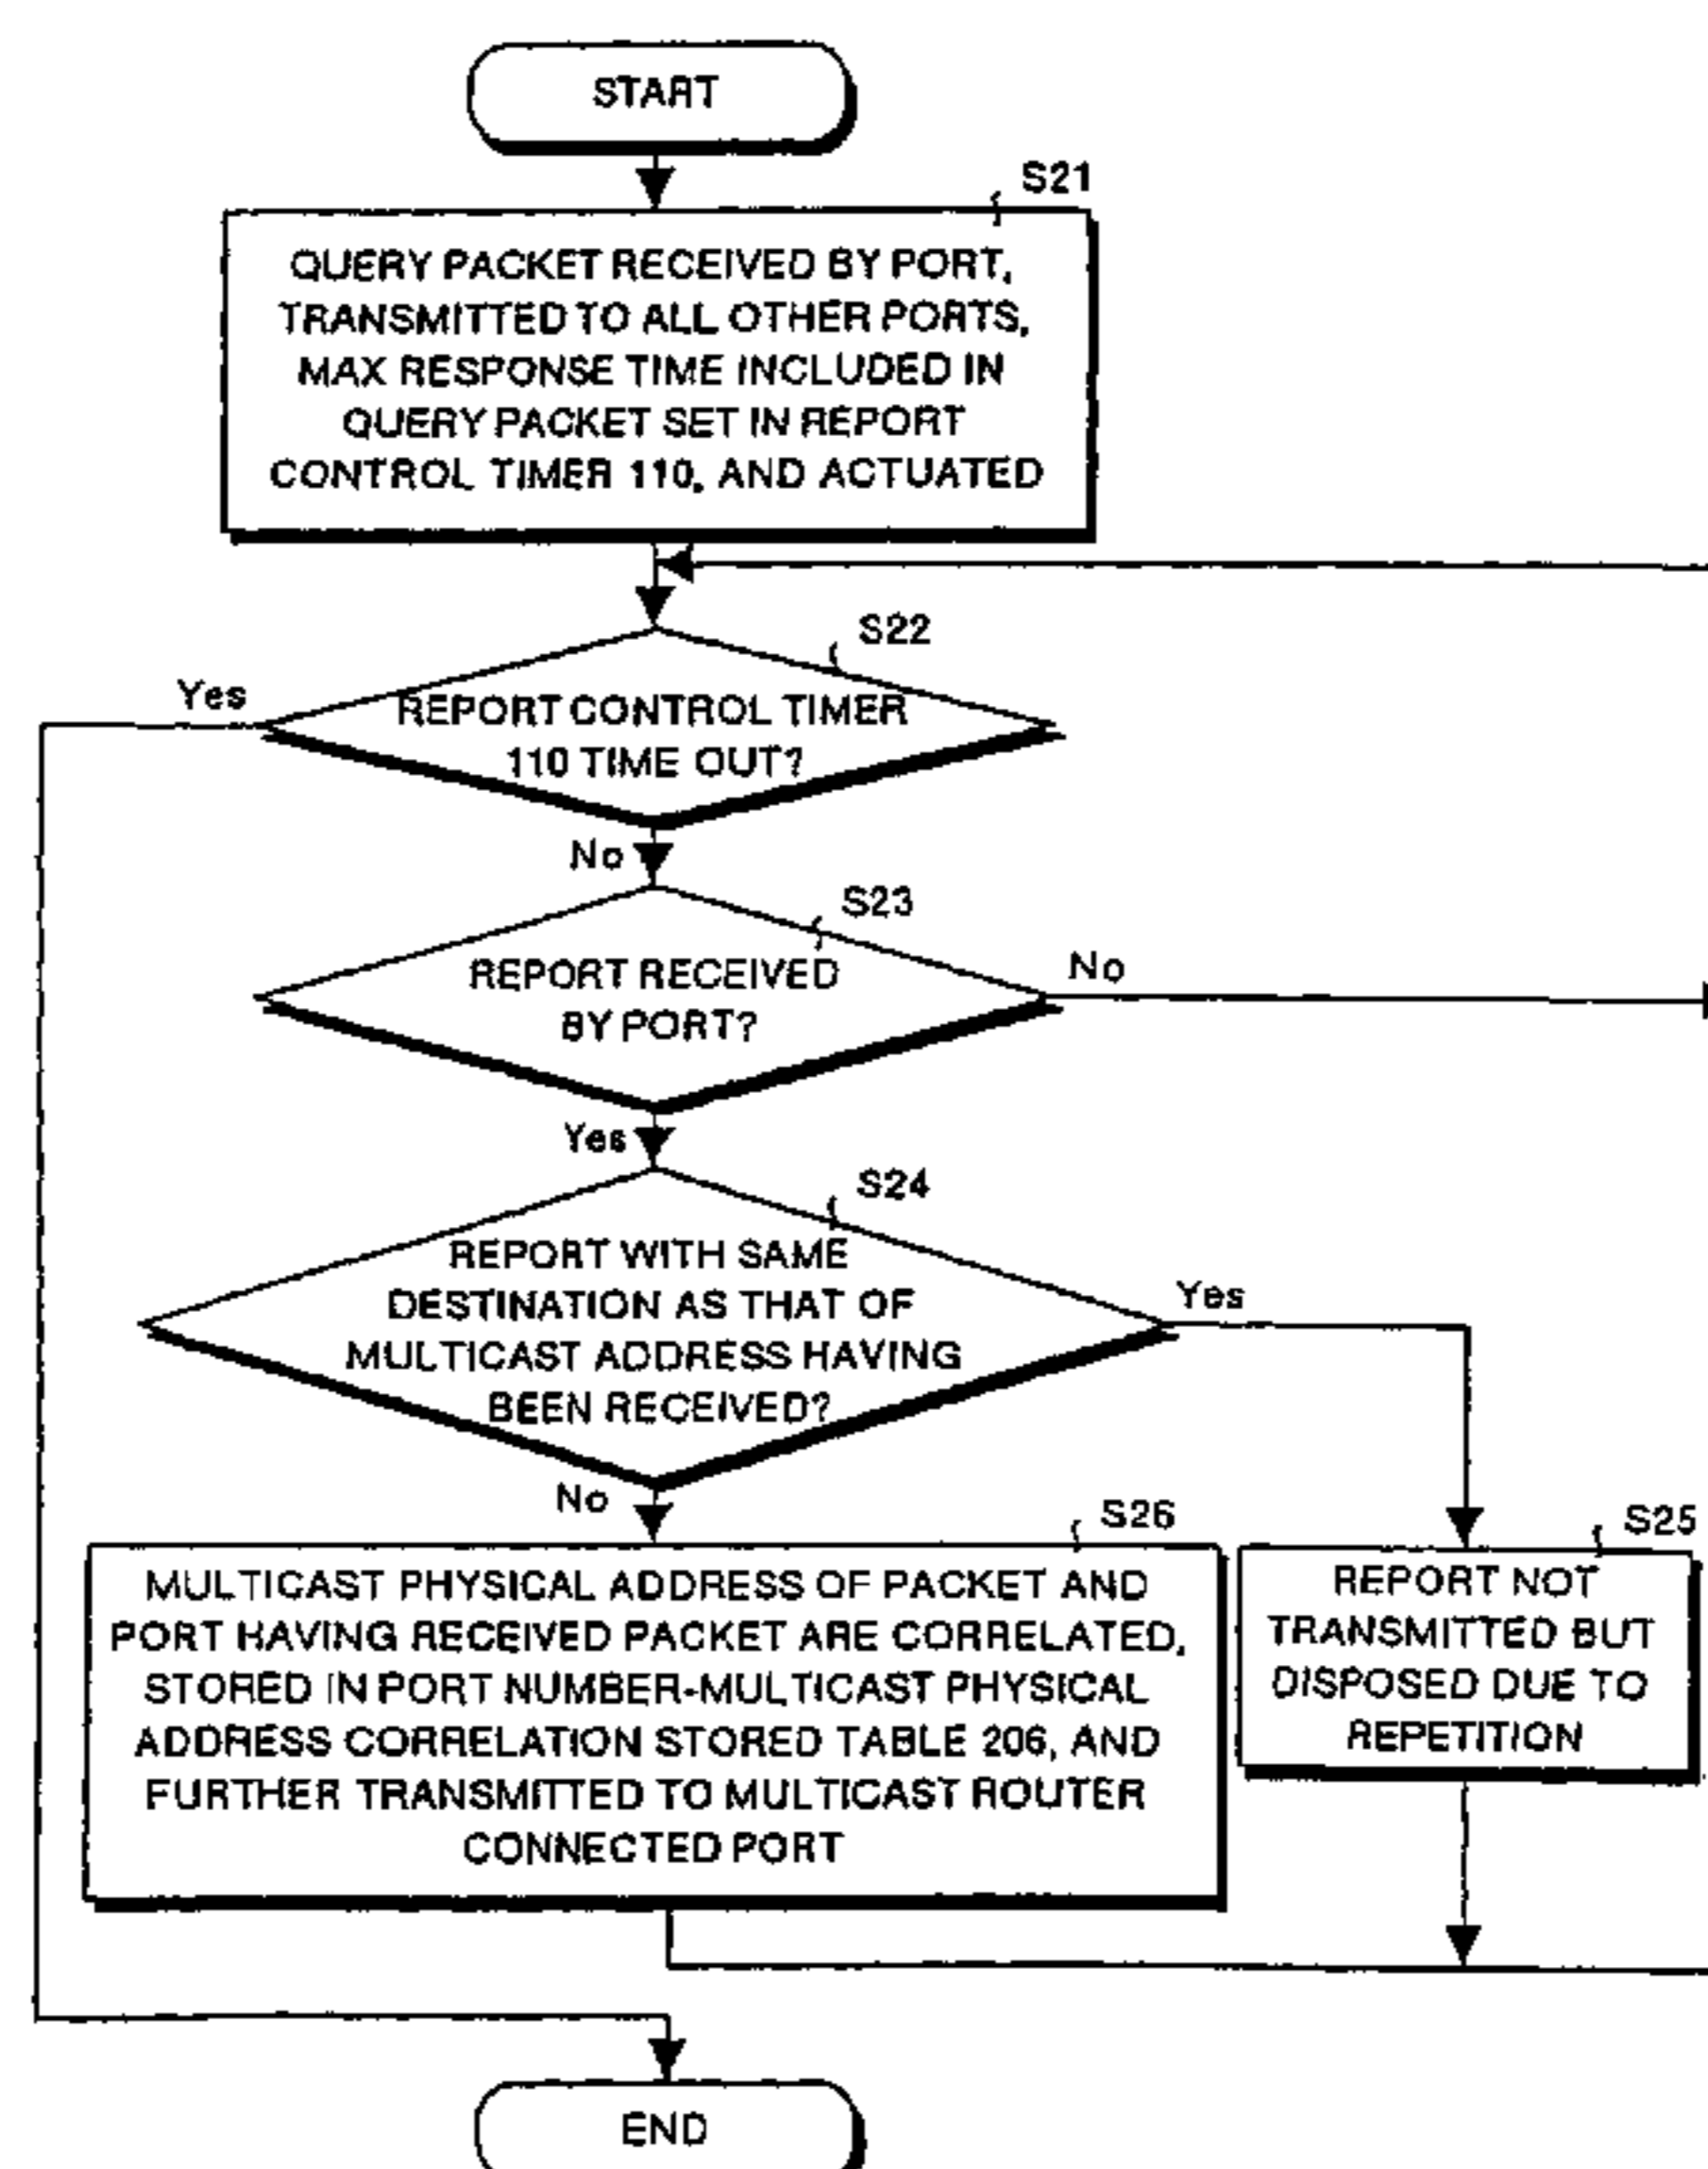 START
S21
QUERY PACKET RECEIVED BY PORT,
TRANSMITTED TO ALL OTHER PORTS,
MAX RESPONSE TIME INCLUDED IN
QUERY PACKET SET IN REPORT
CONTROL TIMER 110, AND ACTUATED
S22
Yes
REPORT CONTROL TIMER
110 TIME OUT?
No
S23
REPORT RECEIVED
BY PORT?
No
Yes
S24
REPORT WITH SAME
DESTINATION AS THAT OF
MULTICAST ADDRESS HAVING
BEEN RECEIVED?
Yes
No
S26
MULTICAST PHYSICAL ADDRESS OF PACKET AND
PORT HAVING RECEIVED PACKET ARE CORRELATED,
STORED IN PORT NUMBER-MULTICAST PHYSICAL
ADDRESS CORRELATION STORED TABLE 206, AND
FURTHER TRANSMITTED TO MULTICAST ROUTER
CONNECTED PORT
S25
REPORT NOT
TRANSMITTED BUT
DISPOSED DUE TO
REPETITION
END